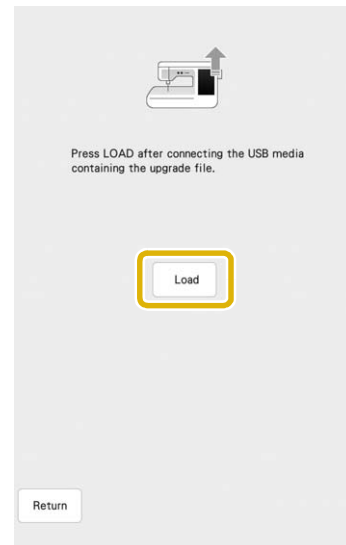 Press LOAD after connecting the USB media
containing the upgrade file.
Load
Return